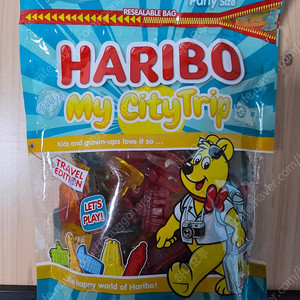 Party Size
RESEALABLE BAG
HARIBO
My CityTrip
Kids and grown-ups love it so ...
TRAVEL
EDITION
LET'S
PLAY!
happy world of Haribo!